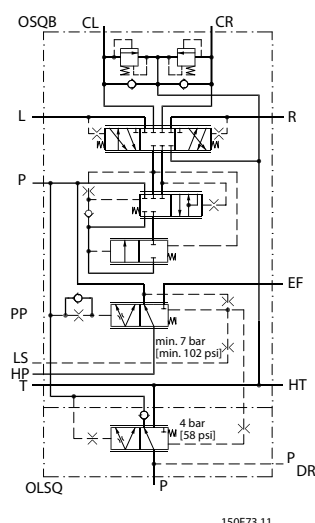 OSQB
CL
CR
L
R
P
EF
PP
min. 7 bar
[min. 102 psi]
LS
HP
T
HT
4 bar
[58 psi]
P
DR
OLSQ
P
150E73.11